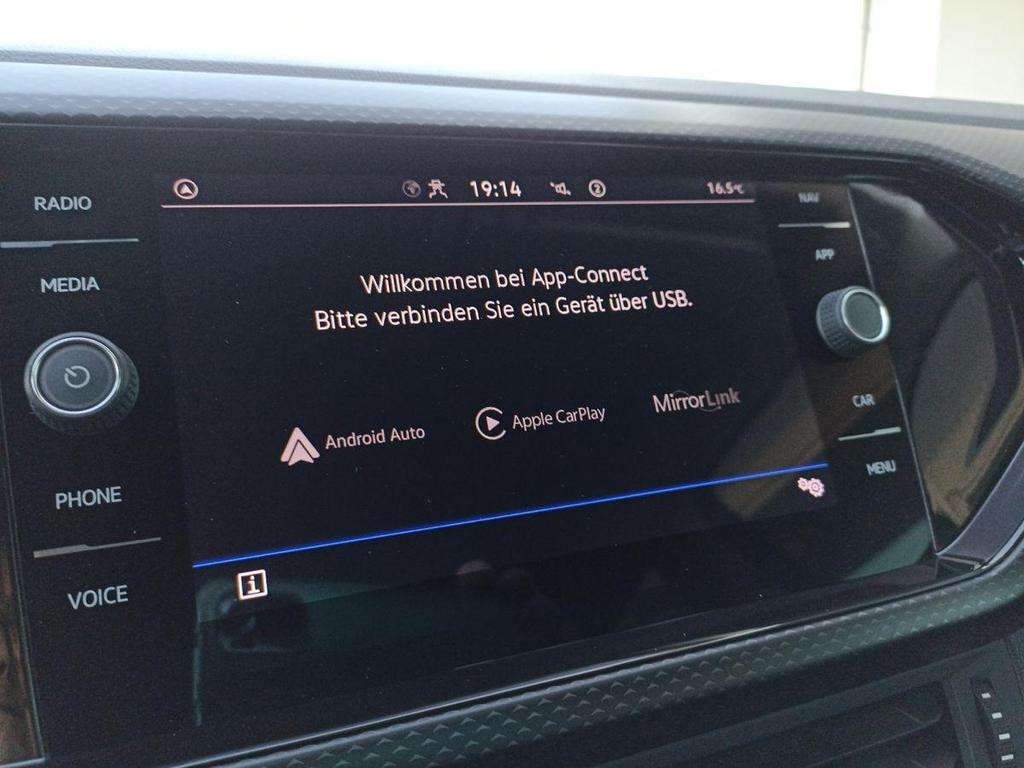 RADIO
MEDIA
PHONE
VOICE
19:14
2
16.5°C
Willkommen bei App-Connect
Bitte verbinden Sie ein Gerät über USB.
Android Auto
Apple CarPlay
MirrorLink
i
NAV
APP
CAR
MENU